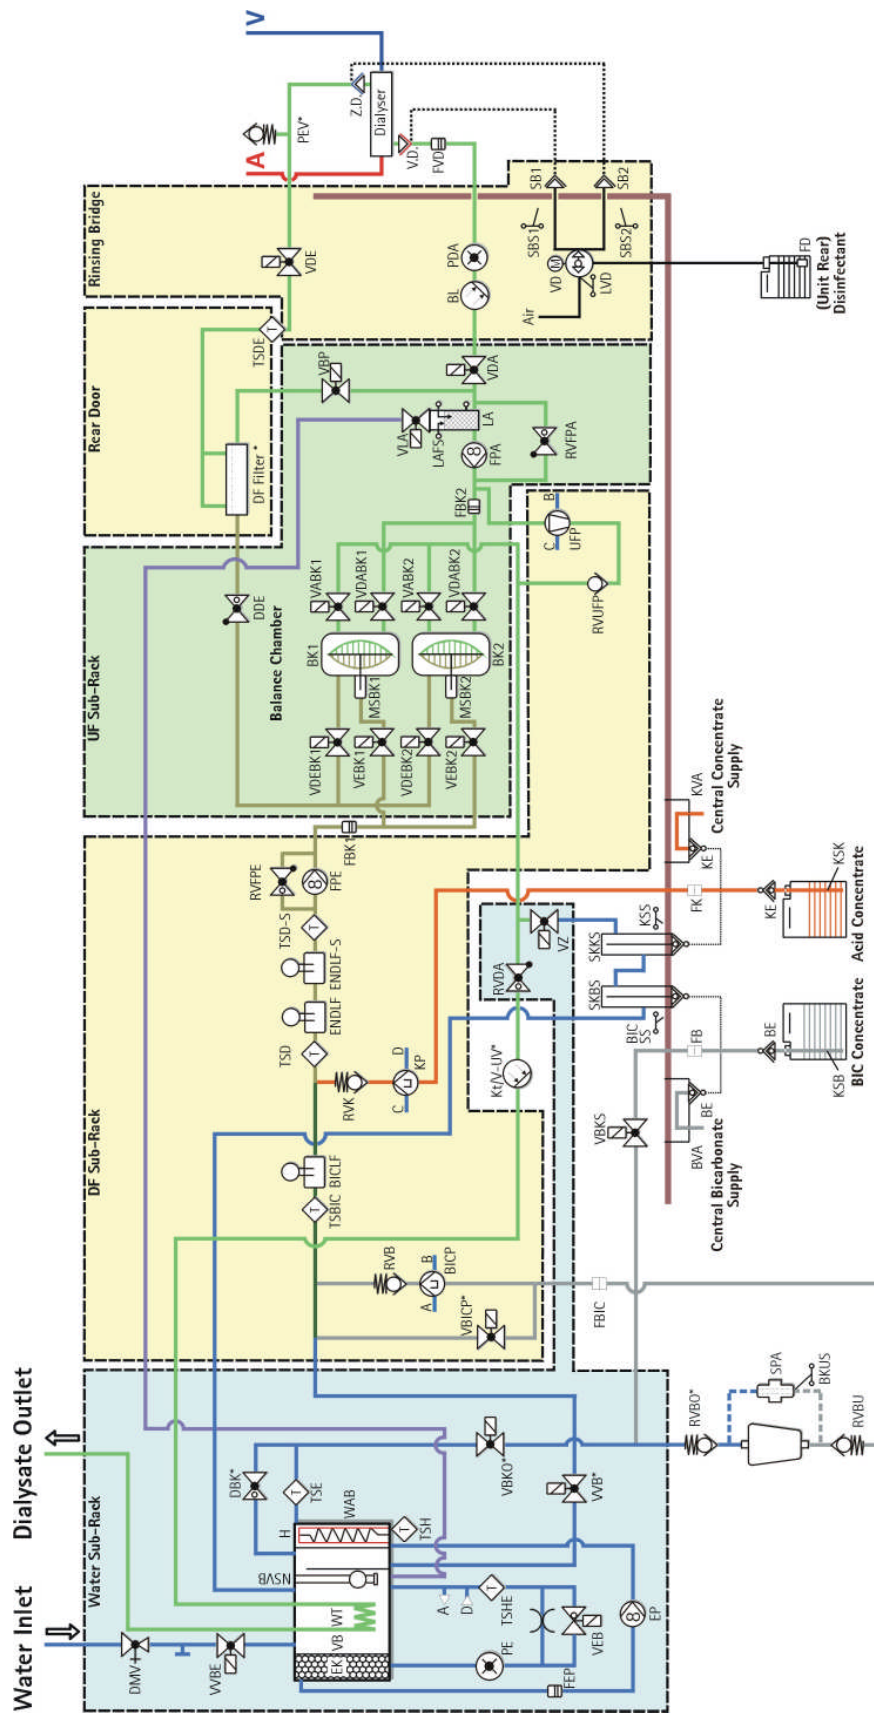 V
A
PEV*
Z.D.
Dialyser
V.D.
FVD
Rinsing Bridge
VDE
PDA
BL
SB1
SB2
SBS1
SBS2
VD
M
LVD
Air
FD
(Unit Rear)
Disinfectant
Rear Door
T
TSDE
DF Filter*
VBP
VDA
VLA
LAFS
LA
FPA
RVFPA
FBK2
B
C
UFP
RVUFP
UF Sub-Rack
DDE
Balance Chamber
VABK1
VDABK1
VABK2
VDABK2
BK1
BK2
MSBK1
MSBK2
VDEBK1
VEBK1
VDEBK2
VEBK2
FBK1
DF Sub-Rack
RVFPE
FPE
T
TSD-S
ENDLF-S
ENDLF
T
TSD
RVK
D
C
KP
BICLF
T
TSBIC
RVB
B
A
BICP
VBICP*
Kt/V-UV*
RVDA
VZ
SKKS
SKBS
KSS
BIC
SS
KVA
KE
Central Concentrate
Supply
FK
KE
KSK
Acid Concentrate
FB
BE
KSB
BIC Concentrate
VBKS
BE
BVA
Central Bicarbonate
Supply
FBIC
Dialysate Outlet
Water Inlet
Water Sub-Rack
DMV
VVBE
DBK*
T
TSE
VBKO*
VVB*
H
WAB
T
TSH
NSVB
WT
VB
EK
A
D
T
TSHE
PE
VEB
FEP
EP
RVBO*
SPA
BKUS
RVBU